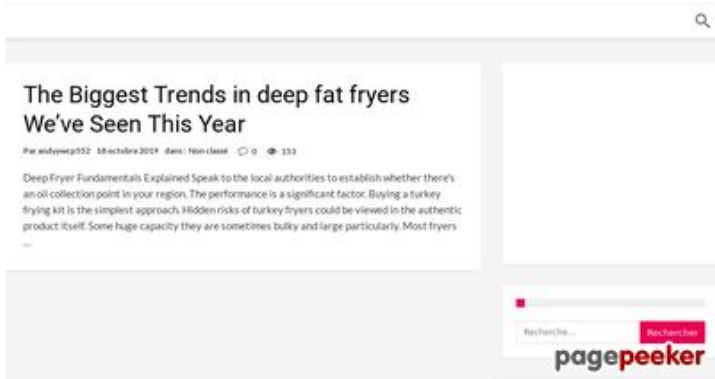 The Biggest Trends in deep fat fryers
We've Seen This Year
Par andyywcp552 18 octobre 2019 dans: Non classé 0 153
Deep Fryer Fundamentals Explained Speak to the local authorities to establish whether there's
an oil collection point in your region. The performance is a significant factor. Buying a turkey
frying kit is the simplest approach. Hidden risks of turkey fryers could be viewed in the authentic
product itself. Some huge capacity they are sometimes bulky and large particularly. Most fryers
...
Recherche... Rechercher
pagepeeker